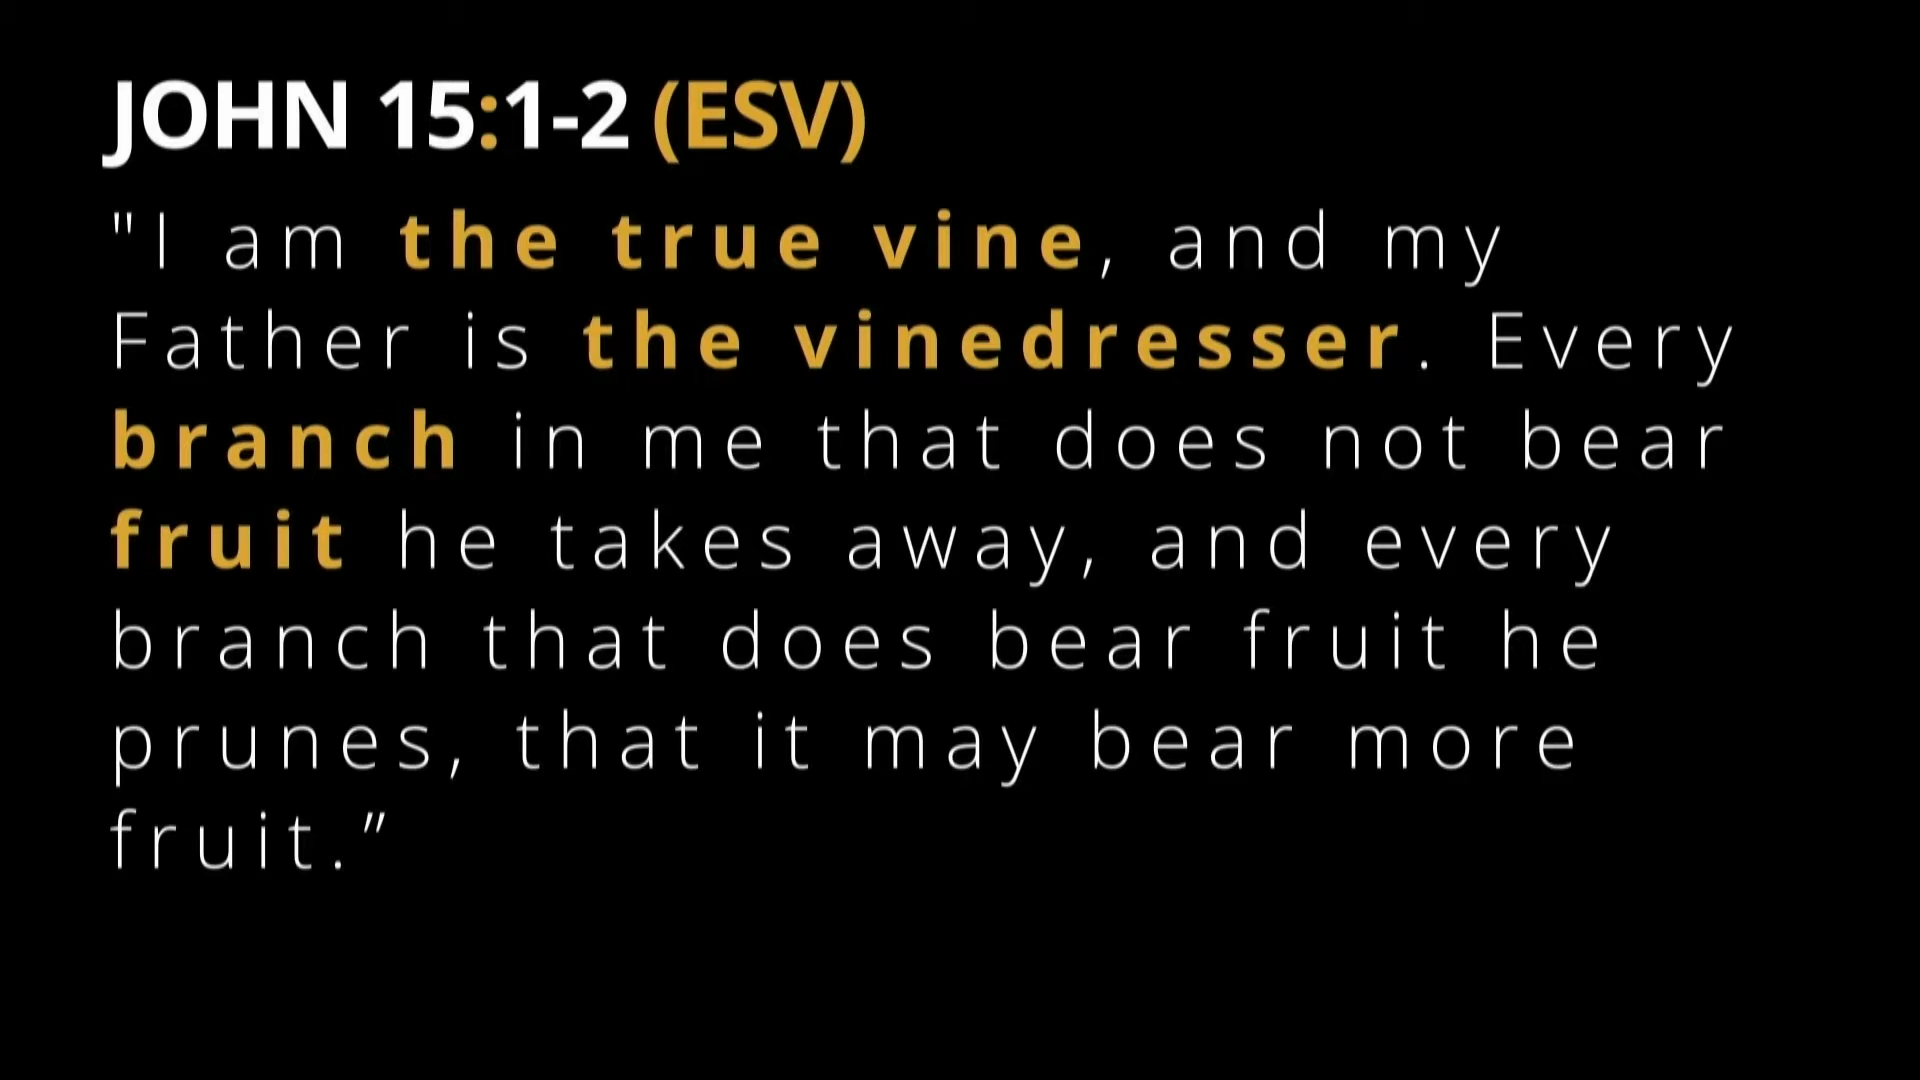 JOHN 15:1-2 (ESV)
"I am the true vine, and my
Father is the vinedresser. Every
branch in me that does not bear
fruit he takes away, and every
branch that does bear fruit he
prunes, that it may bear more
fruit.”